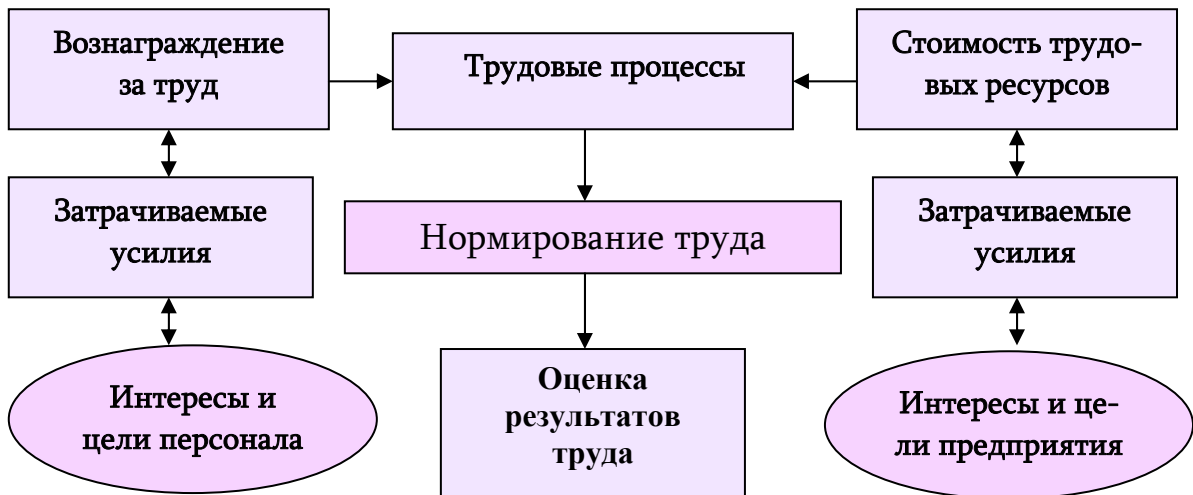 Вознаграждение
за труд
Трудовые процессы
Стоимость трудо-
вых ресурсов
Затрачиваемые
усилия
Нормирование труда
Затрачиваемые
усилия
Интересы и
цели персонала
Оценка
результатов
труда
Интересы и це-
ли предприятия